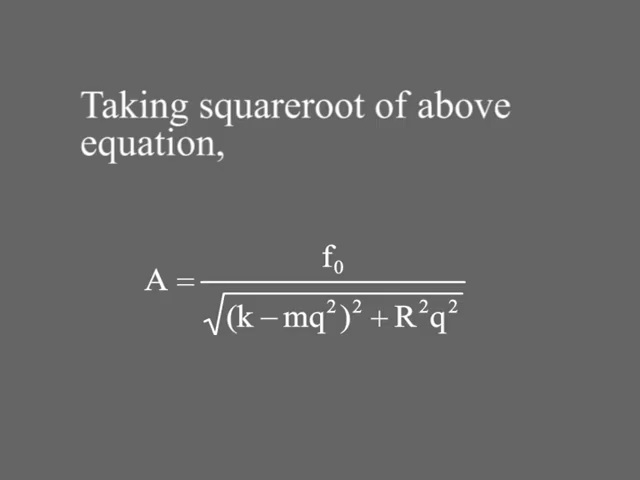 Taking squareroot of above
equation,
A = f₀ / √((k – mq²)² + R²q²)